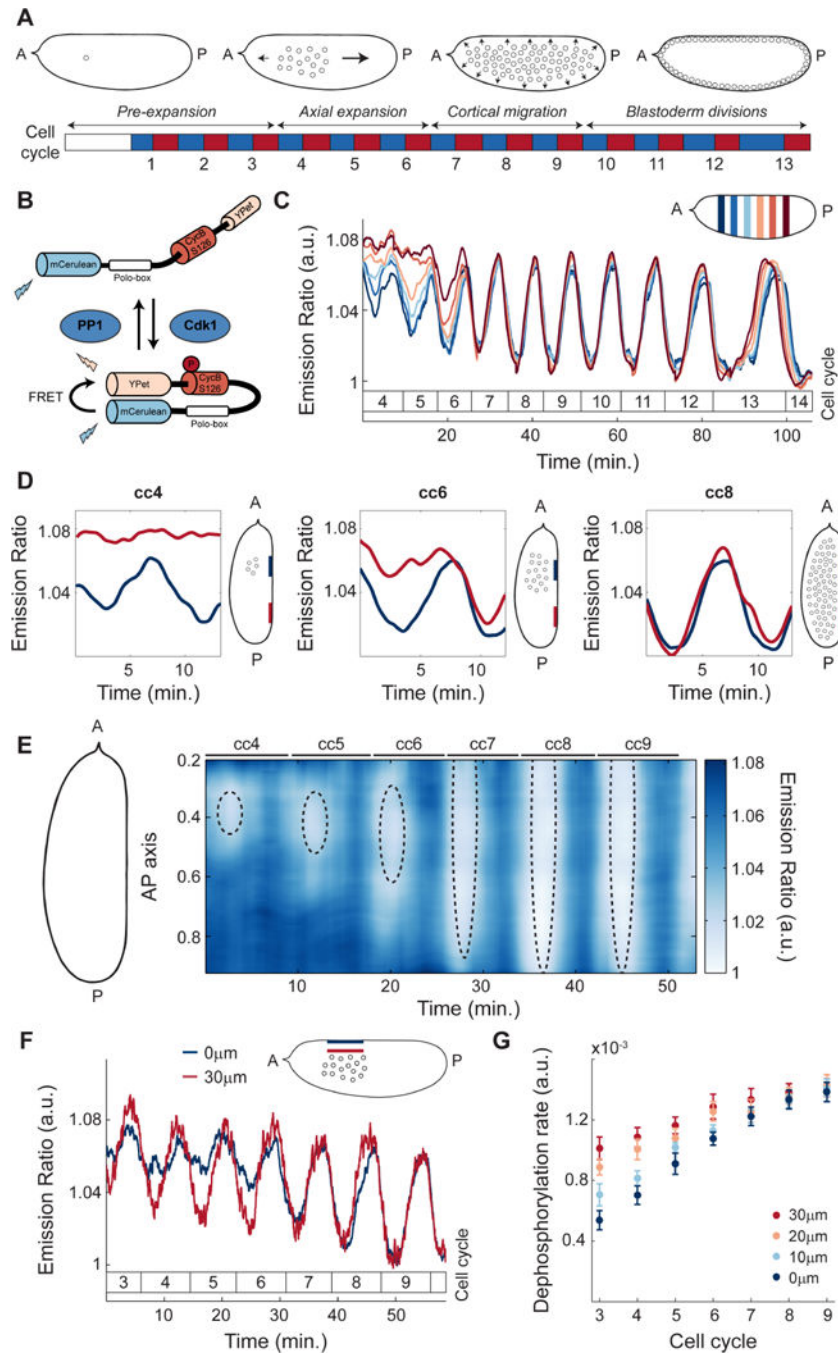 A
A P A P A P A P
Pre-expansion Axial expansion Cortical migration Blastoderm divisions
Cell cycle
1 2 3 4 5 6 7 8 9 10 11 12 13
B
YPet
CycB S126
mCerulean
Polo-box
PP1
Cdk1
P
YPet
CycB S126
FRET
mCerulean
Polo-box
C
A P
Emission Ratio (a.u.)
1.08
1.04
1
4 5 6 7 8 9 10 11 12 13 14
Cell cycle
20 40 60 80 100
Time (min.)
D
cc4
Emission Ratio
1.08
1.04
5 10
Time (min.)
A
P
cc6
Emission Ratio
1.08
1.04
5 10
Time (min.)
A
P
cc8
Emission Ratio
1.08
1.04
5 10
Time (min.)
A
P
E
A
P
cc4 cc5 cc6 cc7 cc8 cc9
AP axis
0.2
0.4
0.6
0.8
10 20 30 40 50
Time (min.)
1.08
1.06
1.04
1.02
1
Emission Ratio (a.u.)
F
0μm
30μm
A P
Emission Ratio (a.u.)
1.08
1.04
1
3 4 5 6 7 8 9
Cell cycle
10 20 30 40 50
Time (min.)
G
x10-3
Dephosphorylation rate (a.u.)
1.2
0.8
0.4
30μm
20μm
10μm
0μm
3 4 5 6 7 8 9
Cell cycle